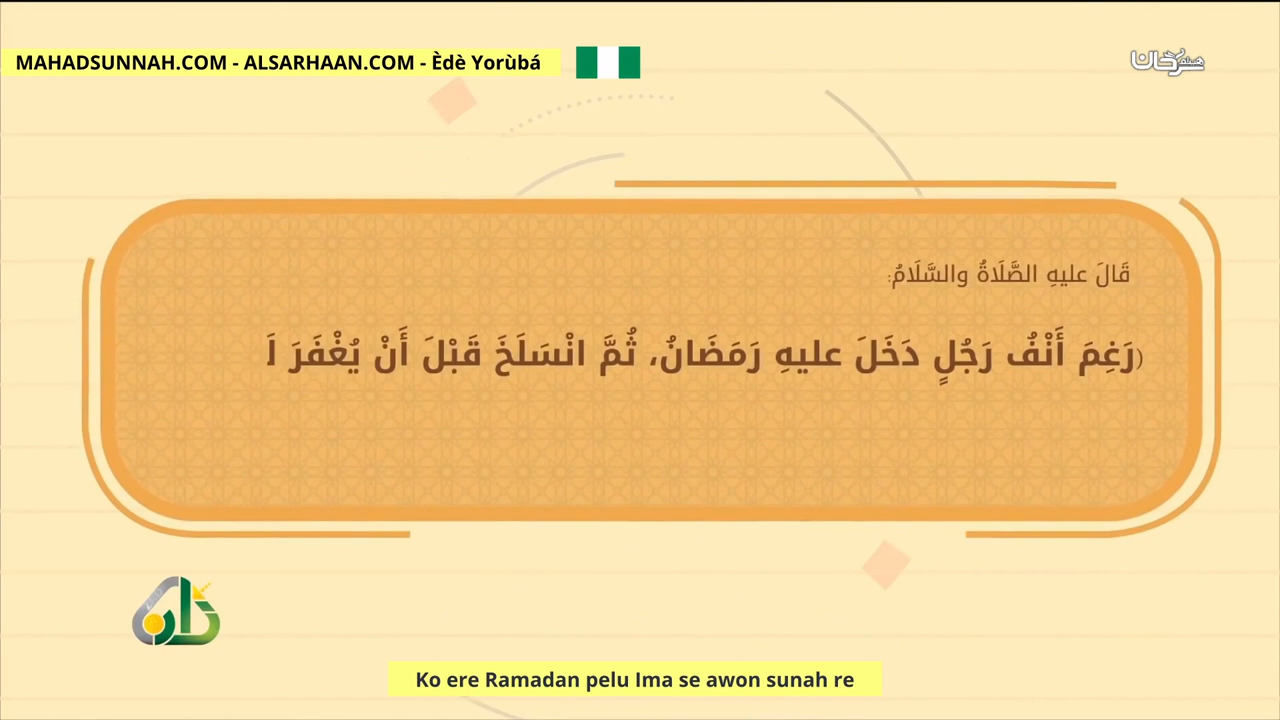 MAHADSUNNAH.COM - ALSARHAAN.COM - Èdè Yorùbá
قَالَ عليهِ الصَّلَاةُ والسَّلَامُ:
(رَغِمَ أَنْفُ رَجُلٍ دَخَلَ عليهِ رَمَضَانُ، ثُمَّ انْسَلَخَ قَبْلَ أَنْ يُغْفَرَ لَ
Ko ere Ramadan pelu Ima se awon sunah re